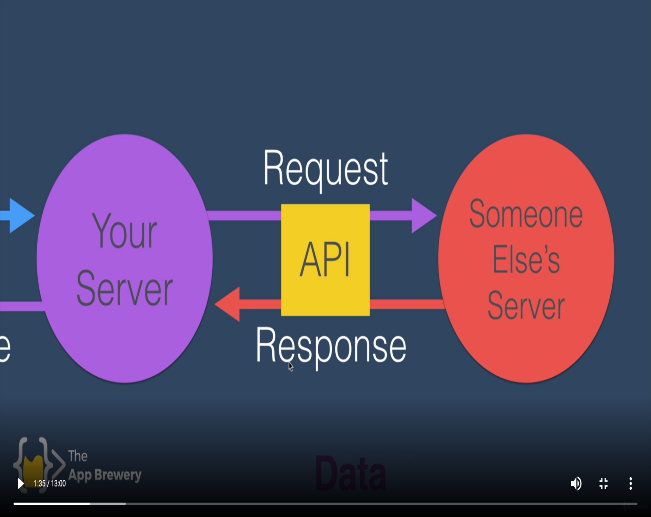 Request
Your
Server
API
Someone
Else's
Server
e
Response
The
App Brewery
Data
1:35 / 13:00